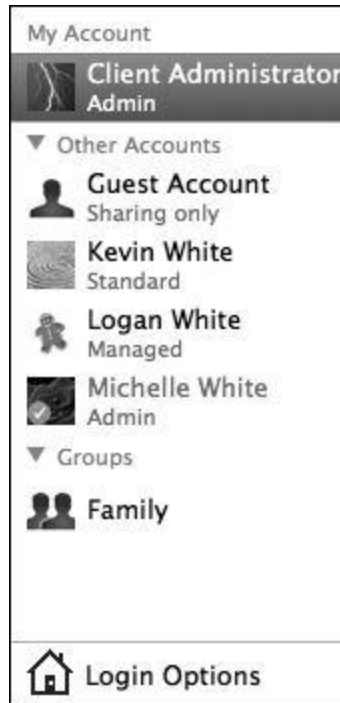 My Account
Client Administrator
Admin
Other Accounts
Guest Account
Sharing only
Kevin White
Standard
Logan White
Managed
Michelle White
Admin
Groups
Family
Login Options